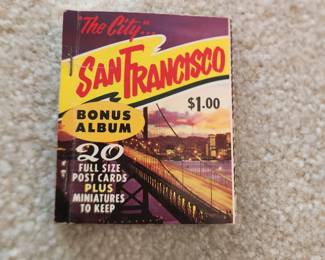 "The City"...
SAN FRANCISCO
$1.00
BONUS
ALBUM
20
FULL SIZE
POST CARDS
PLUS
MINIATURES
TO KEEP